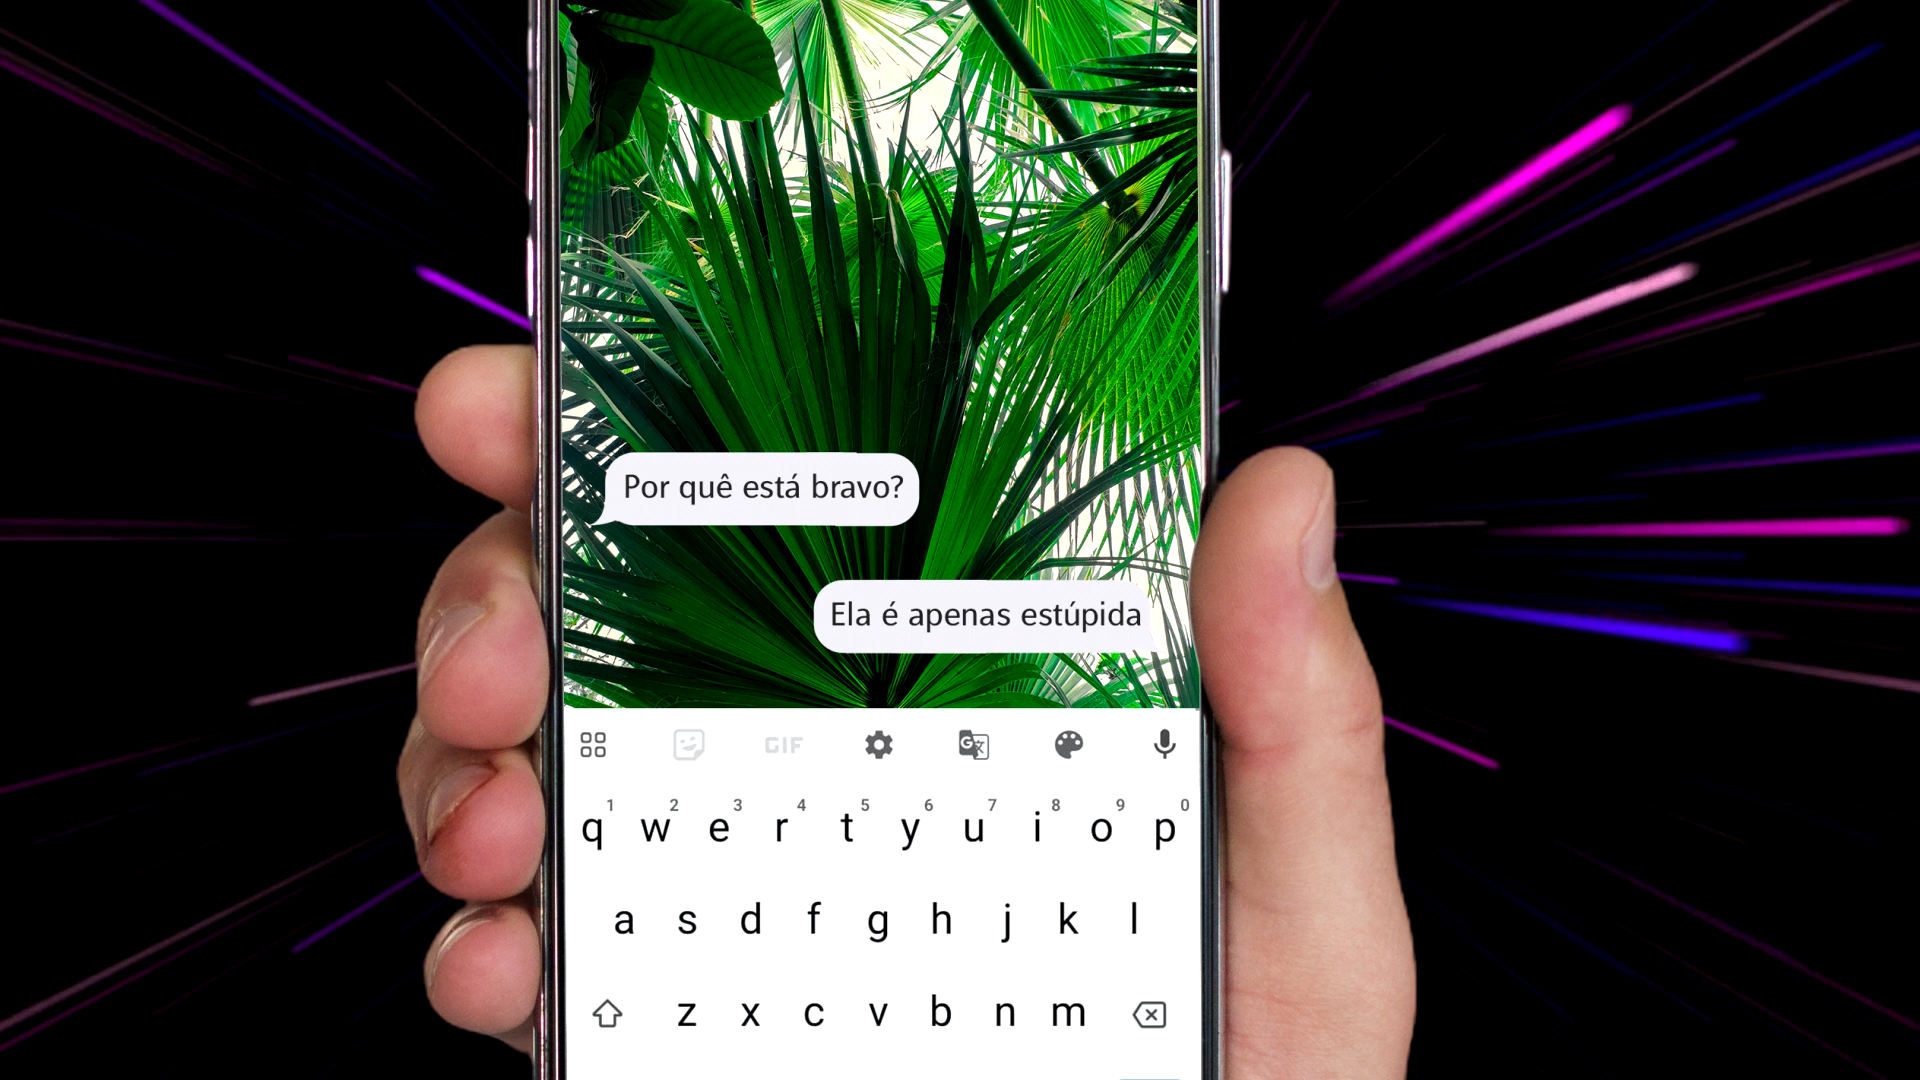 Por quê está bravo?
Ela é apenas estúpida
GIF
1 2 3 4 5 6 7 8 9 0
q w e r t y u i o p
a s d f g h j k l
z x c v b n m